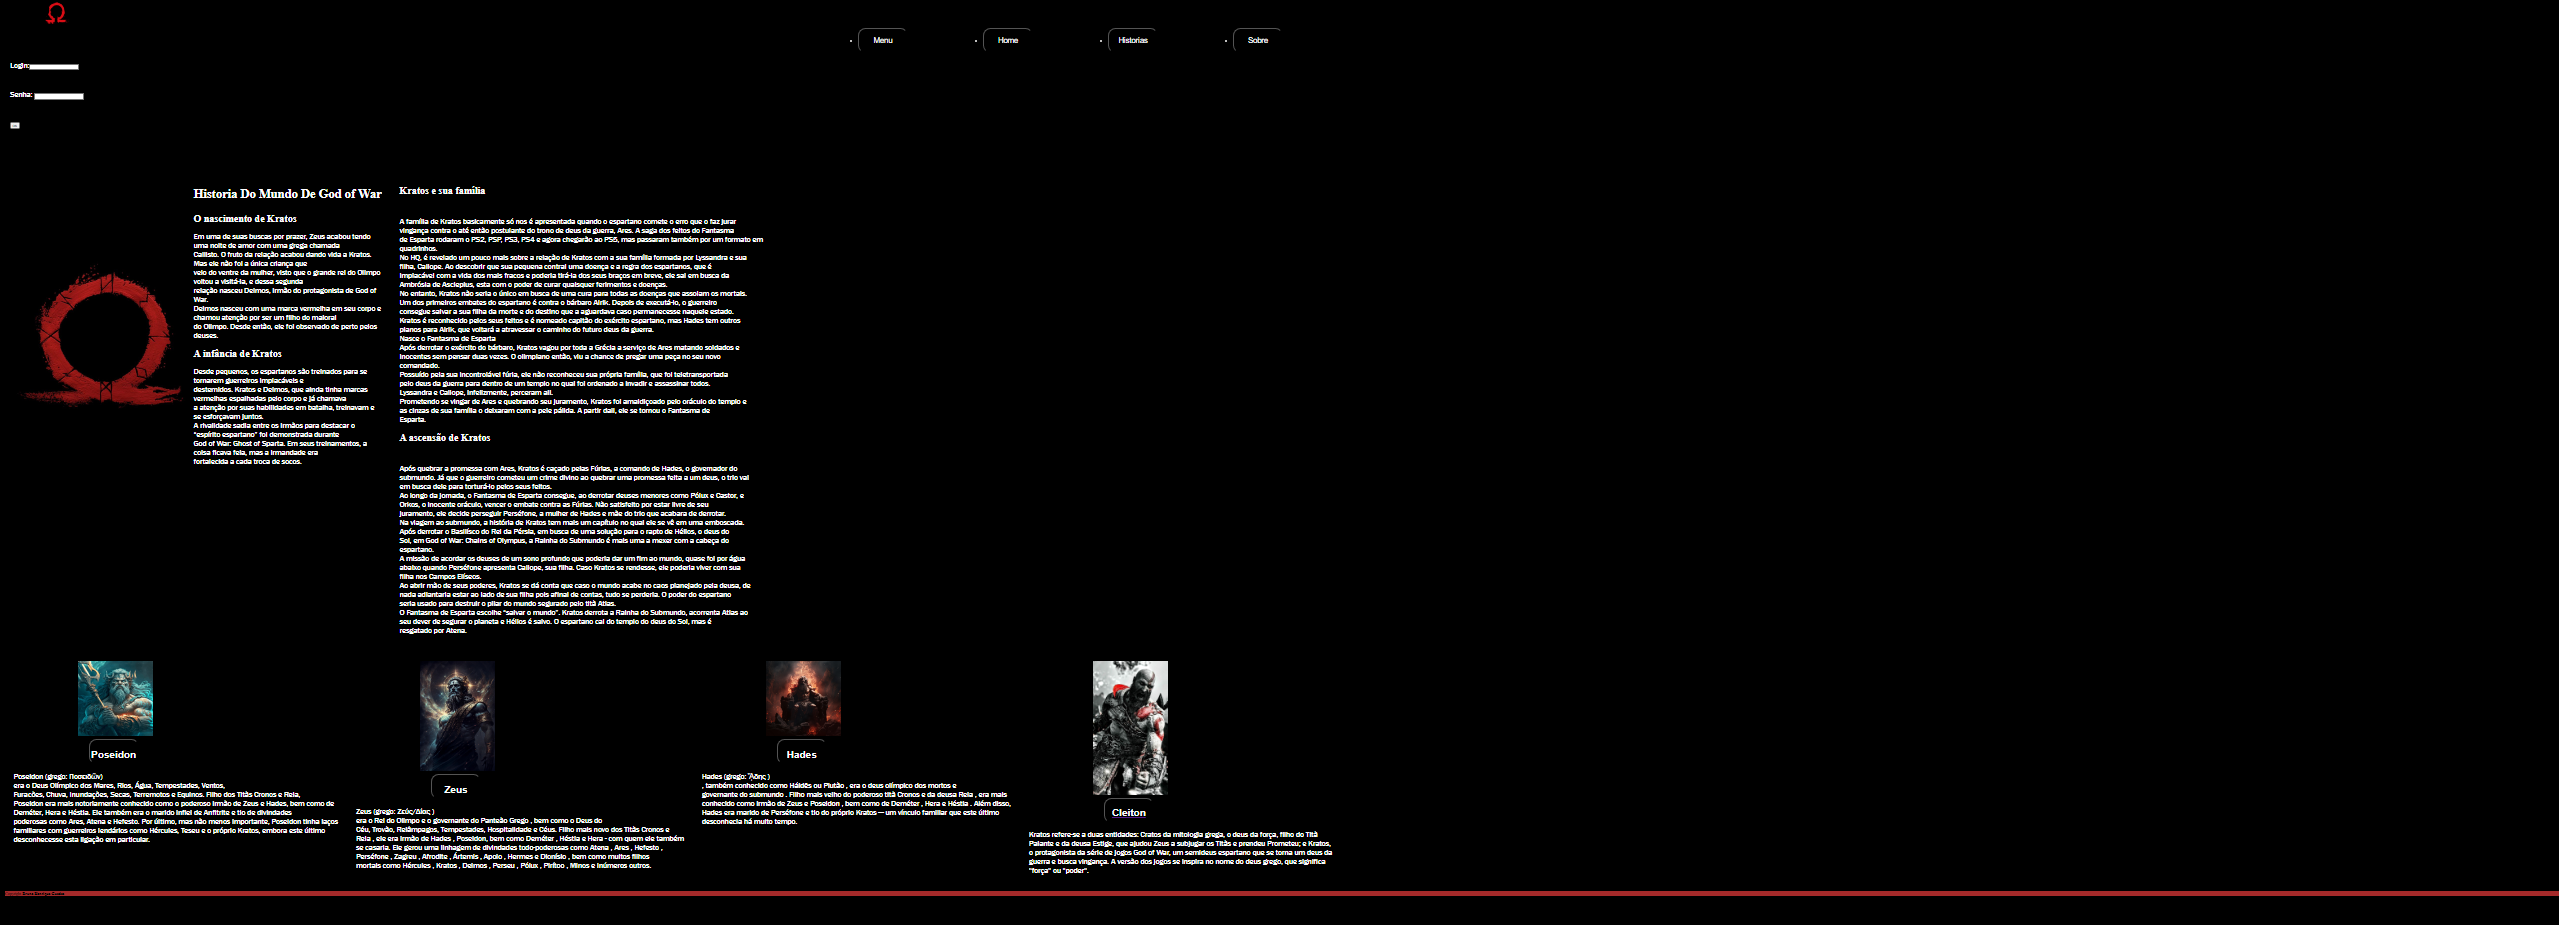 Menu
Home
Historias
Sobre
Login:
Senha:
Historia Do Mundo De God of War
O nascimento de Kratos
Em uma de suas buscas por prazer, Zeus acabou tendo
uma noite de amor com uma grega chamada
Callisto. O fruto da relação acabou dando vida a Kratos.
Mas ele não foi a única criança que
veio do ventre da mulher, visto que o grande rei do Olimpo
voltou a visitá-la, e dessa segunda
relação nasceu Deimos, irmão do protagonista de God of
War.
Deimos nasceu com uma marca vermelha em seu corpo e
chamou atenção por ser um filho do maioral
do Olimpo. Desde então, ele foi observado de perto pelos
deuses.
A infância de Kratos
Desde pequenos, os espartanos são treinados para se
tornarem guerreiros implacáveis e
destemidos. Kratos e Deimos, que ainda tinha marcas
vermelhas espalhadas pelo corpo e já chamava
a atenção por suas habilidades em batalha, treinavam e
se esforçavam juntos.
A rivalidade sadia entre os irmãos para destacar o
"espírito espartano" foi demonstrada durante
God of War: Ghost of Sparta. Em seus treinamentos, a
coisa ficava feia, mas a irmandade era
fortalecida a cada troca de socos.
Kratos e sua família
A família de Kratos basicamente só nos é apresentada quando o espartano comete o erro que o faz jurar
vingança contra o até então postulante do trono de deus da guerra, Ares. A saga dos feitos do Fantasma
de Esparta rodaram o PS2, PSP, PS3, PS4 e agora chegarão ao PS5, mas passaram também por um formato em
quadrinhos.
No HQ, é revelado um pouco mais sobre a relação de Kratos com a sua família formada por Lyssandra e sua
filha, Calíope. Ao descobrir que sua pequena contrai uma doença e a regra dos espartanos, que é
implacável com a vida dos mais fracos e poderia tirá-la dos seus braços em breve, ele sai em busca da
Ambrósia de Asclepius, esta com o poder de curar quaisquer ferimentos e doenças.
No entanto, Kratos não seria o único em busca de uma cura para todas as doenças que assolam os mortais.
Um dos primeiros embates do espartano é contra o bárbaro Alrik. Depois de executá-lo, o guerreiro
consegue salvar a sua filha da morte e do destino que a aguardava caso permanecesse naquele estado.
Kratos é reconhecido pelos seus feitos e é nomeado capitão do exército espartano, mas Hades tem outros
planos para Alrik, que voltará a atravessar o caminho do futuro deus da guerra.
Nasce o Fantasma de Esparta
Após derrotar o exército do bárbaro, Kratos vagou por toda a Grécia a serviço de Ares matando soldados e
inocentes sem pensar duas vezes. O olimpiano então, viu a chance de pregar uma peça no seu novo
comandado.
Possuído pela sua incontrolável fúria, ele não reconheceu sua própria família, que foi teletransportada
pelo deus da guerra para dentro de um templo no qual foi ordenado a invadir e assassinar todos.
Lyssandra e Calíope, infelizmente, perceram ali.
Prometendo se vingar de Ares e quebrando seu juramento, Kratos foi amaldiçoado pelo oráculo do templo e
as cinzas de sua família o deixaram com a pele pálida. A partir dali, ele se tornou o Fantasma de
Esparta.
A ascensão de Kratos
Após quebrar a promessa com Ares, Kratos é caçado pelas Fúrias, a comando de Hades, o governador do
submundo. Já que o guerreiro cometeu um crime divino ao quebrar uma promessa feita a um deus, o trio vai
em busca dele para torturá-lo pelos seus feitos.
Ao longo da jornada, o Fantasma de Esparta consegue, ao derrotar deuses menores como Pólux e Castor, e
Orkos, o inocente oráculo, vencer o embate contra as Fúrias. Não satisfeito por estar livre de seu
juramento, ele decide perseguir Perséfone, a mulher de Hades e mãe do trio que acabara de derrotar.
Na viagem ao submundo, a história de Kratos tem mais um capítulo no qual ele se vê em uma emboscada.
Após derrotar o Basilisco do Rei da Pérsia, em busca de uma solução para o rapto de Hélios, o deus do
Sol, em God of War: Chains of Olympus, a Rainha do Submundo é mais uma a mexer com a cabeça do
espartano.
A missão de acordar os deuses de um sono profundo que poderia dar um fim ao mundo, quase foi por água
abaixo quando Perséfone apresenta Calíope, sua filha. Caso Kratos se rendesse, ele poderia viver com sua
filha nos Campos Elíseos.
Ao abrir mão de seus poderes, Kratos se dá conta que caso o mundo acabe no caos planejado pela deusa, de
nada adiantaria estar ao lado de sua filha pois afinal de contas, tudo se perderia. O poder do espartano
seria usado para destruir o pilar do mundo segurado pelo titã Atlas.
O Fantasma de Esparta escolhe "salvar o mundo". Kratos derrota a Rainha do Submundo, acorrenta Atlas ao
seu dever de segurar o planeta e Hélios é salvo. O espartano cai do templo do deus do Sol, mas é
resgatado por Atena.
Poseidon
Poseidon (grego: Ποσειδῶν)
era o Deus Olímpico dos Mares, Rios, Água, Tempestades, Ventos,
Furacões, Chuva, Inundações, Secas, Terremotos e Equinos. Filho dos Titãs Cronos e Reia,
Poseidon era mais notoriamente conhecido como o poderoso irmão de Zeus e Hades, bem como de
Deméter, Hera e Héstia. Ele também era o marido infiel de Anfitrite e tio de divindades
poderosas como Ares, Atena e Hefesto. Por último, mas não menos importante, Poseidon tinha laços
familiares com guerreiros lendários como Hércules, Teseu e o próprio Kratos, embora este último
desconhecesse esta ligação em particular.
Zeus
Zeus (grego: Ζεύς/Δίας )
era o Rei do Olimpo e o governante do Panteão Grego , bem como o Deus do
Céu, Trovão, Relâmpagos, Tempestades, Hospitalidade e Céus. Filho mais novo dos Titãs Cronos e
Reia , ele era irmão de Hades , Poseidon, bem como Deméter , Héstia e Hera - com quem ele também
se casaria. Ele gerou uma linhagem de divindades todo-poderosas como Atena , Ares , Hefesto ,
Perséfone , Zagreu , Afrodite , Ártemis , Apolo , Hermes e Dionísio , bem como muitos filhos
mortais como Hércules , Kratos , Deimos , Perseu , Pólux , Pirítoo , Minos e inúmeros outros.
Hades
Hades (grego: ᾍδης )
, também conhecido como Háidēs ou Plutão , era o deus olímpico dos mortos e
governante do submundo . Filho mais velho do poderoso titã Cronos e da deusa Reia , era mais
conhecido como irmão de Zeus e Poseidon , bem como de Deméter , Hera e Héstia . Além disso,
Hades era marido de Perséfone e tio do próprio Kratos — um vínculo familiar que este último
desconhecia há muito tempo.
Cleiton
Kratos refere-se a duas entidades: Cratos da mitologia grega, o deus da força, filho do Titã
Palante e da deusa Estige, que ajudou Zeus a subjugar os Titãs e prendeu Prometeu; e Kratos,
o protagonista da série de jogos God of War, um semideus espartano que se torna um deus da
guerra e busca vingança. A versão dos jogos se inspira no nome do deus grego, que significa
"força" ou "poder".